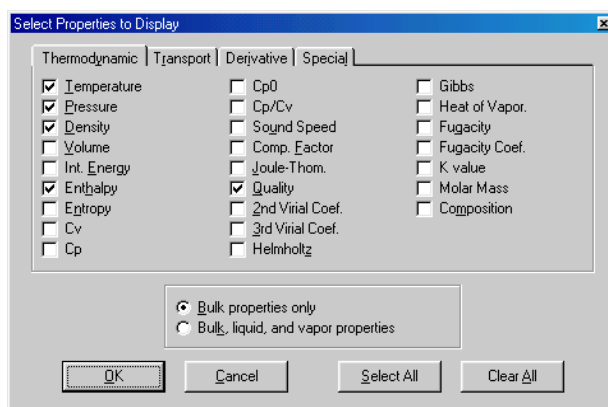 Select Properties to Display
Thermodynamic Transport Derivative Special
Temperature
Pressure
Density
Volume
Int. Energy
Enthalpy
Entropy
Cv
Cp
Cp0
Cp/Cv
Sound Speed
Comp. Factor
Joule-Thom.
Quality
2nd Virial Coef.
3rd Virial Coef.
Helmholtz
Gibbs
Heat of Vapor.
Fugacity
Fugacity Coef.
K value
Molar Mass
Composition
Bulk properties only
Bulk, liquid, and vapor properties
OK Cancel Select All Clear All